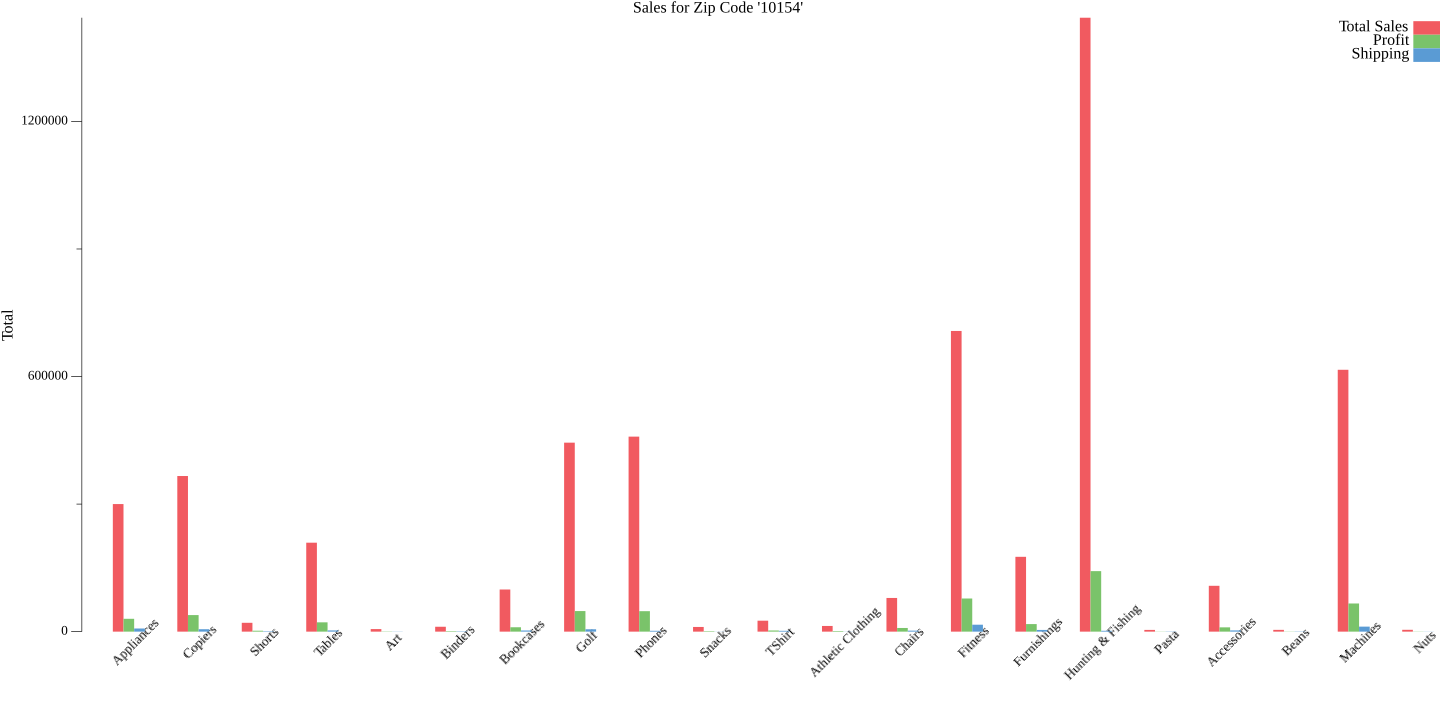 Sales for Zip Code '10154'
Total Sales
Profit
Shipping
1200000
600000
0
Total
Appliances
Copiers
Shorts
Tables
Art
Binders
Bookcases
Golf
Phones
Snacks
TShirt
Athletic Clothing
Chairs
Fitness
Furnishings
Hunting & Fishing
Pasta
Accessories
Beans
Machines
Nuts